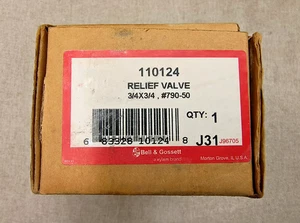 110124
RELIEF VALVE
3/4X3/4 , #790-50
QTY: 1
6 83328 10124 8
J31 J96705
Bell & Gossett
Morton Grove, IL U.S.A.